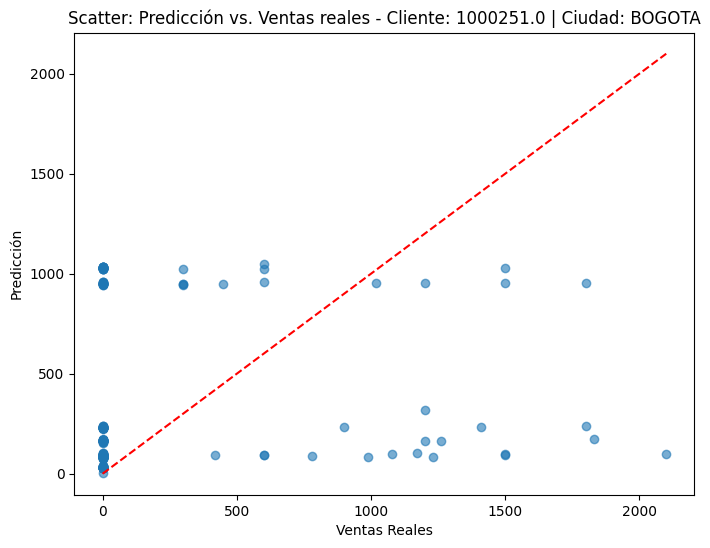 Scatter: Predicción vs. Ventas reales - Cliente: 1000251.0 | Ciudad: BOGOTA
2000
1500
1000
500
0
Predicción
0 500 1000 1500 2000
Ventas Reales